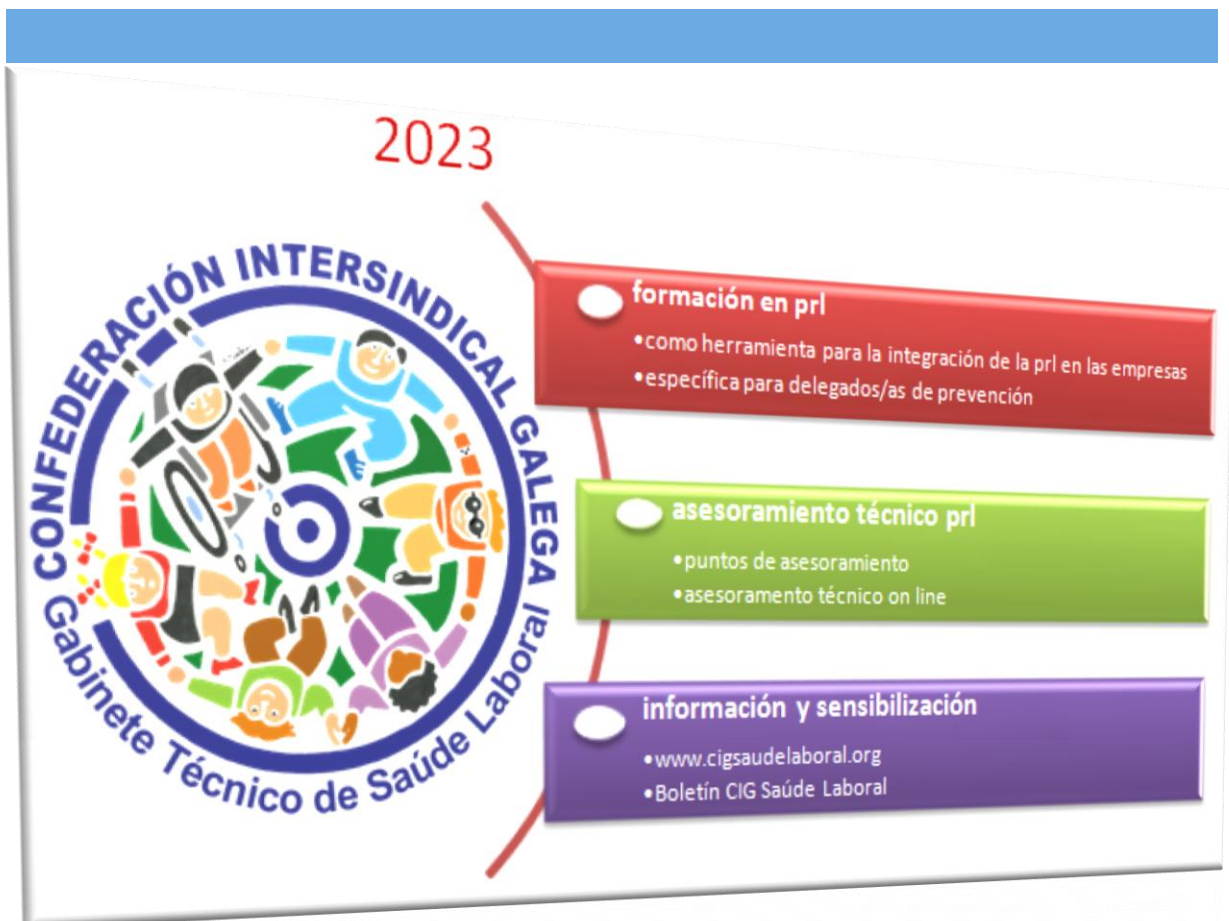 2023
CONFEDERACIÓN INTERSINDICAL GALEGA
Gabinete Técnico de Saúde Laboral
formación en prl
•como herramienta para la integración de la prl en las empresas
•específica para delegados/as de prevención
asesoramiento técnico prl
•puntos de asesoramiento
•asesoramento técnico on line
información y sensibilización
•www.cigsaudelaboral.org
•Boletín CIG Saúde Laboral